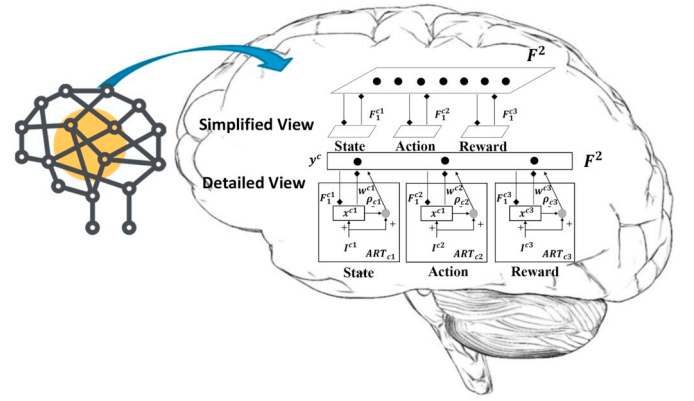 F²
F₁ᶜ¹ F₁ᶜ² F₁ᶜ³
Simplified View
State Action Reward
yᶜ F²
Detailed View
F₁ᶜ¹ wᶜ¹ F₁ᶜ² wᶜ² F₁ᶜ³ wᶜ³
xᶜ¹ ρc1 xᶜ¹ ρc2 xᶜ³ ρc3
+ + + + + +
Iᶜ¹ Iᶜ² Iᶜ³
ARTc1 ARTc2 ARTc3
State Action Reward